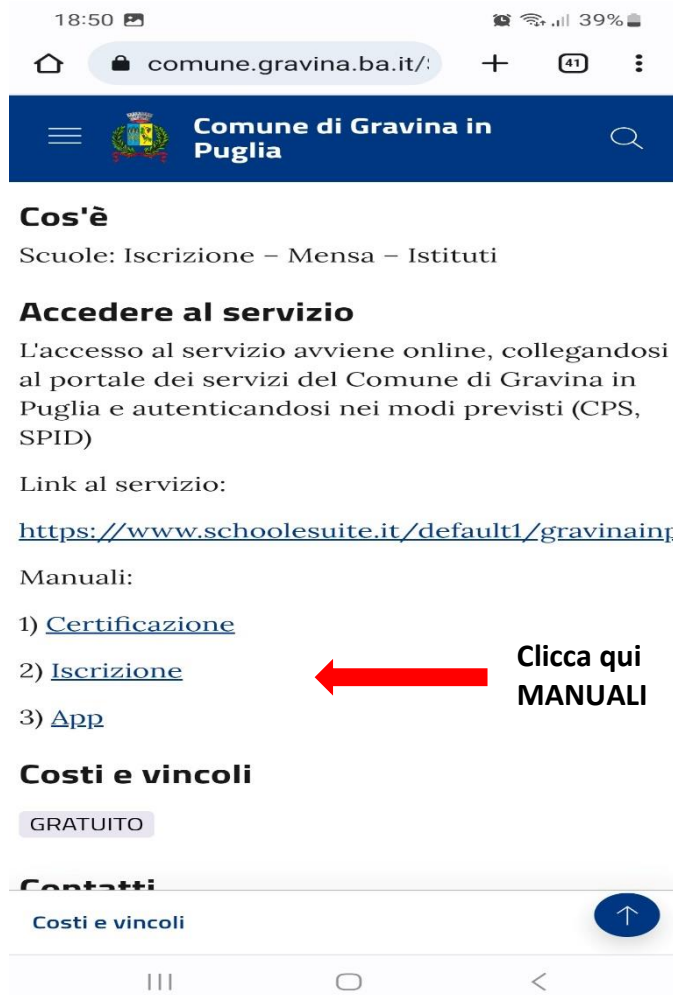 18:50
39%
comune.gravina.ba.it/
41
Comune di Gravina in
Puglia
Cos'è
Scuole: Iscrizione – Mensa – Istituti
Accedere al servizio
L'accesso al servizio avviene online, collegandosi
al portale dei servizi del Comune di Gravina in
Puglia e autenticandosi nei modi previsti (CPS,
SPID)
Link al servizio:
https://www.schoolesuite.it/default1/gravinainp
Manuali:
1) Certificazione
2) Iscrizione
3) App
Clicca qui
MANUALI
Costi e vincoli
GRATUITO
Contatti
Costi e vincoli